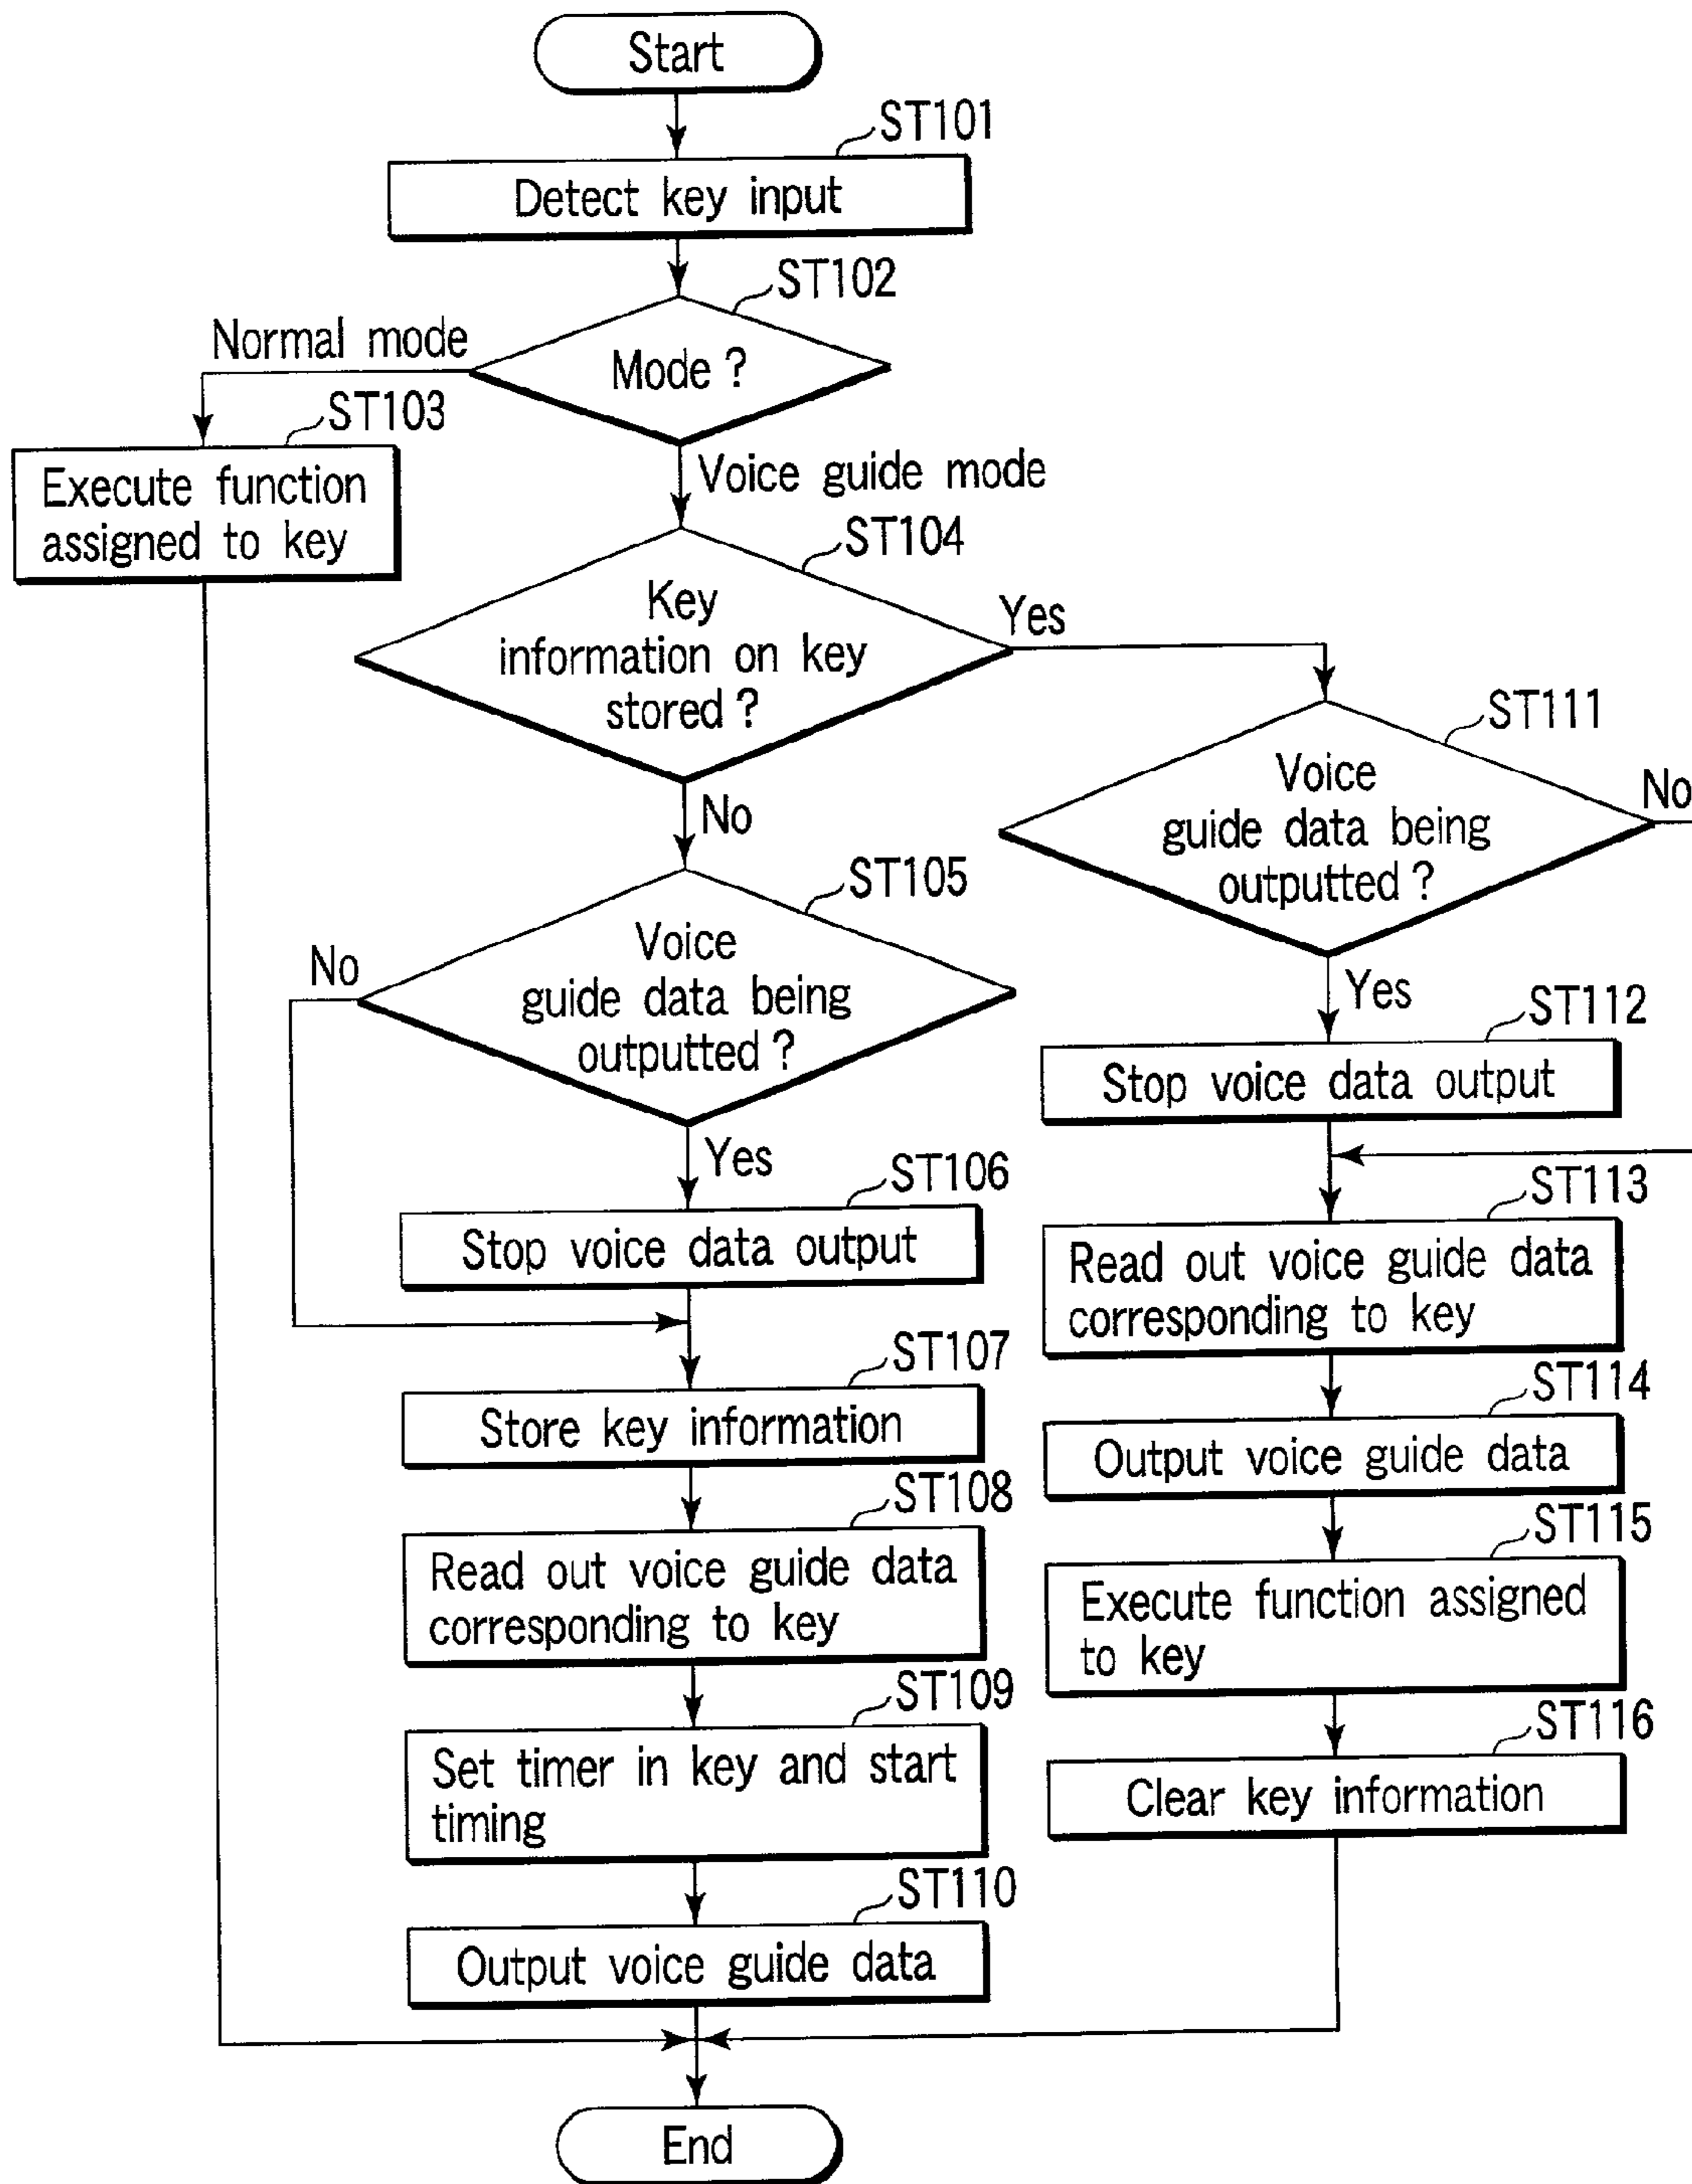 Start
ST101
Detect key input
ST102
Normal mode
Mode ?
ST103
Execute function
assigned to key
Voice guide mode
ST104
Key
information on key
stored ?
Yes
ST111
Voice
guide data being
outputted ?
No
No
ST105
Voice
guide data being
outputted ?
No
Yes
ST112
Stop voice data output
Yes
ST106
Stop voice data output
ST113
Read out voice guide data
corresponding to key
ST107
Store key information
ST114
Output voice guide data
ST108
Read out voice guide data
corresponding to key
ST115
Execute function assigned
to key
ST109
Set timer in key and start
timing
ST116
Clear key information
ST110
Output voice guide data
End